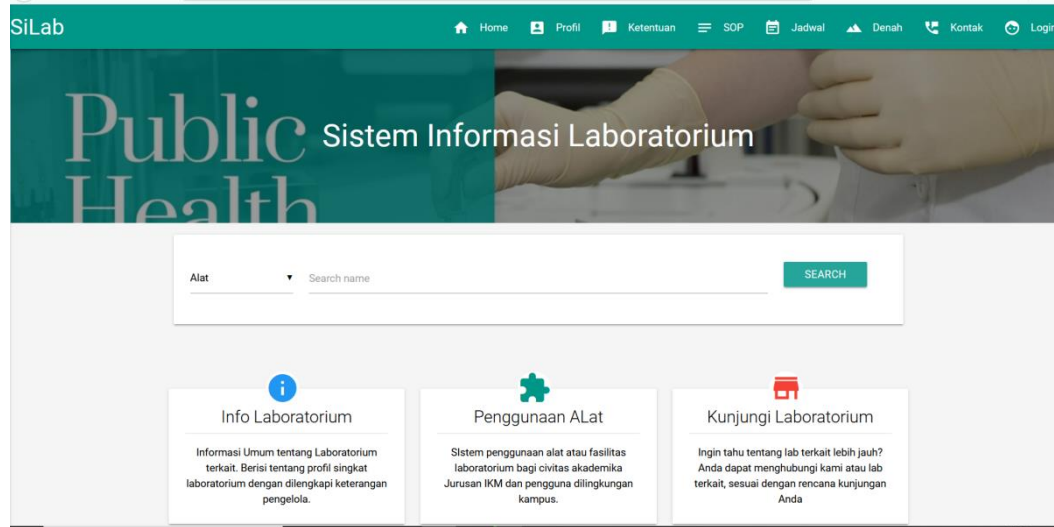 SiLab
Home Profil Ketentuan SOP Jadwal Denah Kontak Login
Public
Health
Sistem Informasi Laboratorium
Alat Search name SEARCH
Info Laboratorium
Informasi Umum tentang Laboratorium
terkait. Berisi tentang profil singkat
laboratorium dengan dilengkapi keterangan
pengelola.
Penggunaan ALat
SIstem penggunaan alat atau fasilitas
laboratorium bagi civitas akademika
Jurusan IKM dan pengguna dilingkungan
kampus.
Kunjungi Laboratorium
Ingin tahu tentang lab terkait lebih jauh?
Anda dapat menghubungi kami atau lab
terkait, sesuai dengan rencana kunjungan
Anda